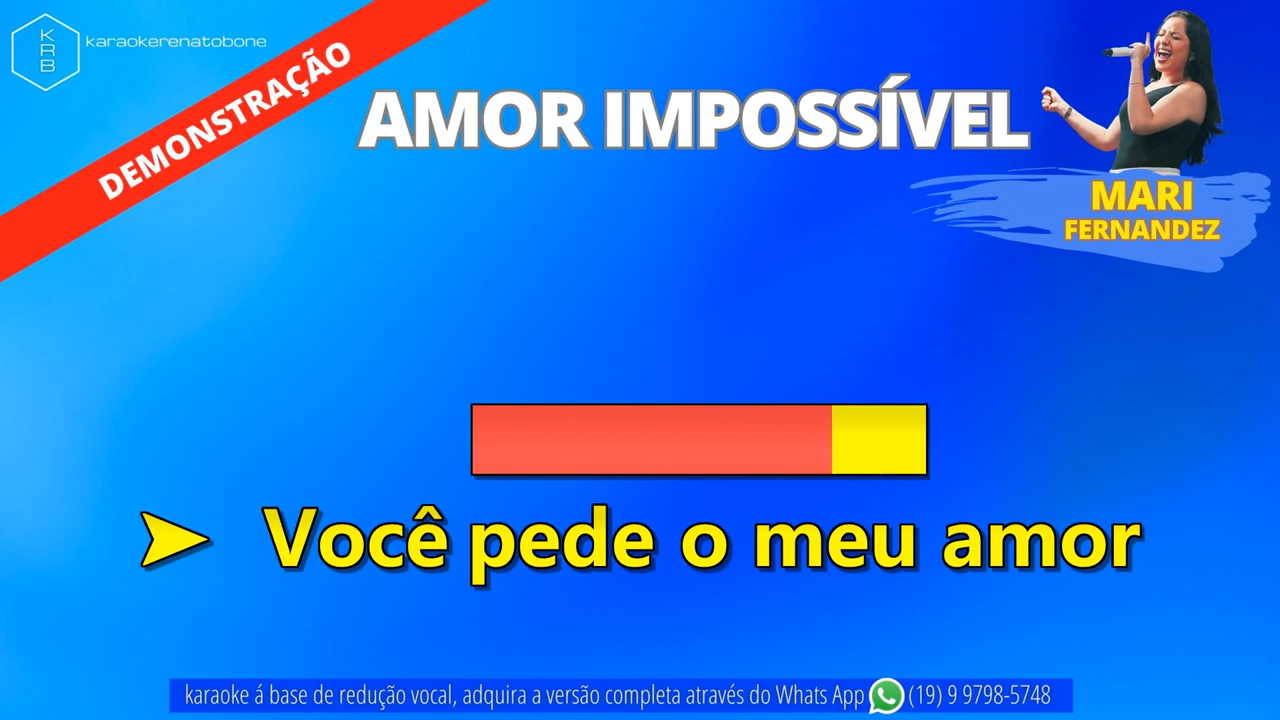 KRB
karaokerenatobone
DEMONSTRAÇÃO
AMOR IMPOSSÍVEL
MARI
FERNANDEZ
Você pede o meu amor
karaoke á base de redução vocal, adquira a versão completa através do Whats App (19) 9 9798-5748